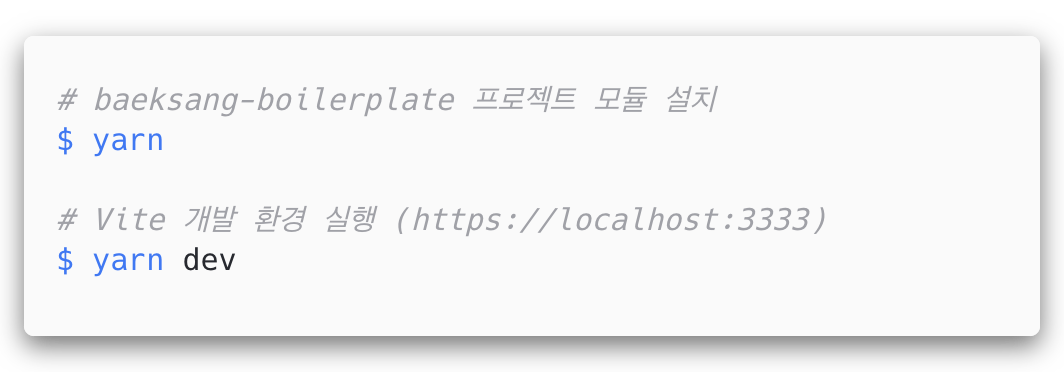 # baeksang-boilerplate 프로젝트 모듈 설치
$ yarn
# Vite 개발 환경 실행 (https://localhost:3333)
$ yarn dev